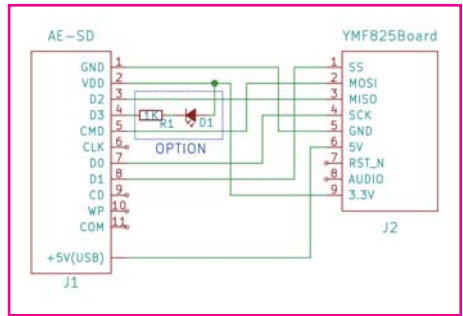 AE-SD
GND 1
VDD 2
D2 3
D3 4
CMD 5
CLK 6
D0 7
D1 8
CD 9
WP 10
COM 11
+5V(USB)
J1
1K
R1
D1
OPTION
YMF825Board
1 SS
2 MOSI
3 MISO
4 SCK
5 GND
6 5V
7 RST_N
8 AUDIO
9 3.3V
J2